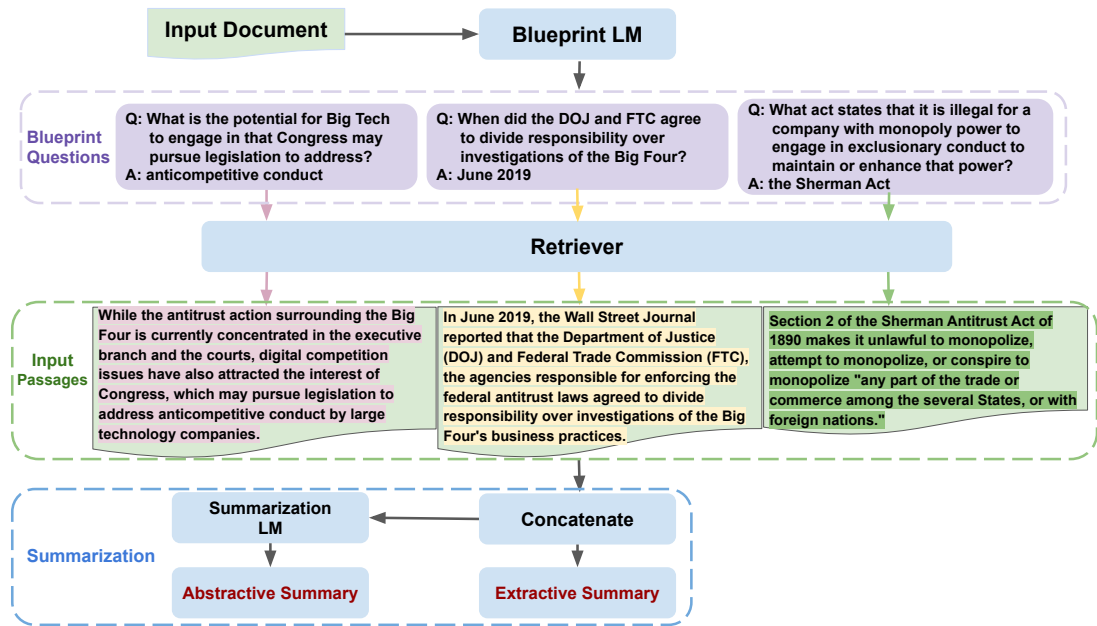 Input Document
Blueprint LM
Blueprint
Questions
Q: What is the potential for Big Tech
to engage in that Congress may
pursue legislation to address?
A: anticompetitive conduct
Q: When did the DOJ and FTC agree
to divide responsibility over
investigations of the Big Four?
A: June 2019
Q: What act states that it is illegal for a
company with monopoly power to
engage in exclusionary conduct to
maintain or enhance that power?
A: the Sherman Act
Retriever
Input
Passages
While the antitrust action surrounding the Big
Four is currently concentrated in the executive
branch and the courts, digital competition
issues have also attracted the interest of
Congress, which may pursue legislation to
address anticompetitive conduct by large
technology companies.
In June 2019, the Wall Street Journal
reported that the Department of Justice
(DOJ) and Federal Trade Commission (FTC),
the agencies responsible for enforcing the
federal antitrust laws agreed to divide
responsibility over investigations of the Big
Four's business practices.
Section 2 of the Sherman Antitrust Act of
1890 makes it unlawful to monopolize,
attempt to monopolize, or conspire to
monopolize "any part of the trade or
commerce among the several States, or with
foreign nations."
Summarization
Summarization
LM
Concatenate
Abstractive Summary
Extractive Summary